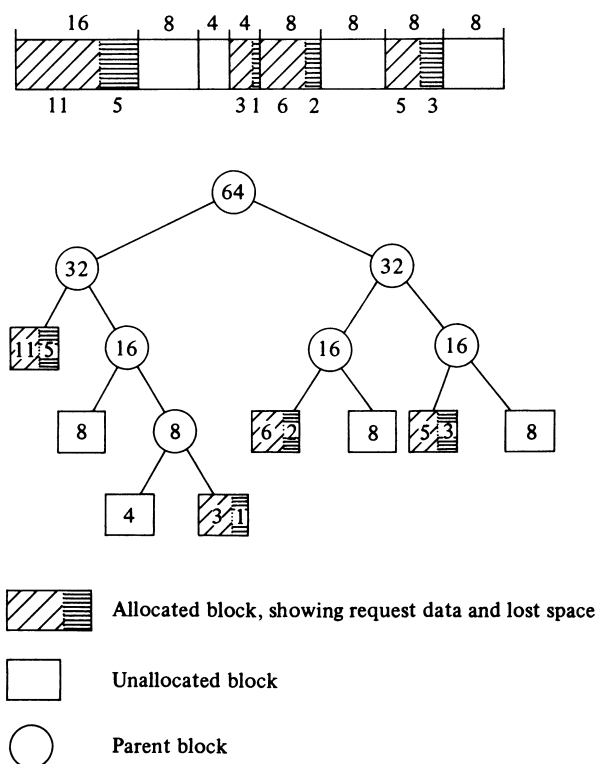 16 8 4 4 8 8 8 8
11 5 3 1 6 2 5 3
64
32 32
11 5 16 16 16
8 8 6 2 8 5 3 8
4 3 1
Allocated block, showing request data and lost space
Unallocated block
Parent block